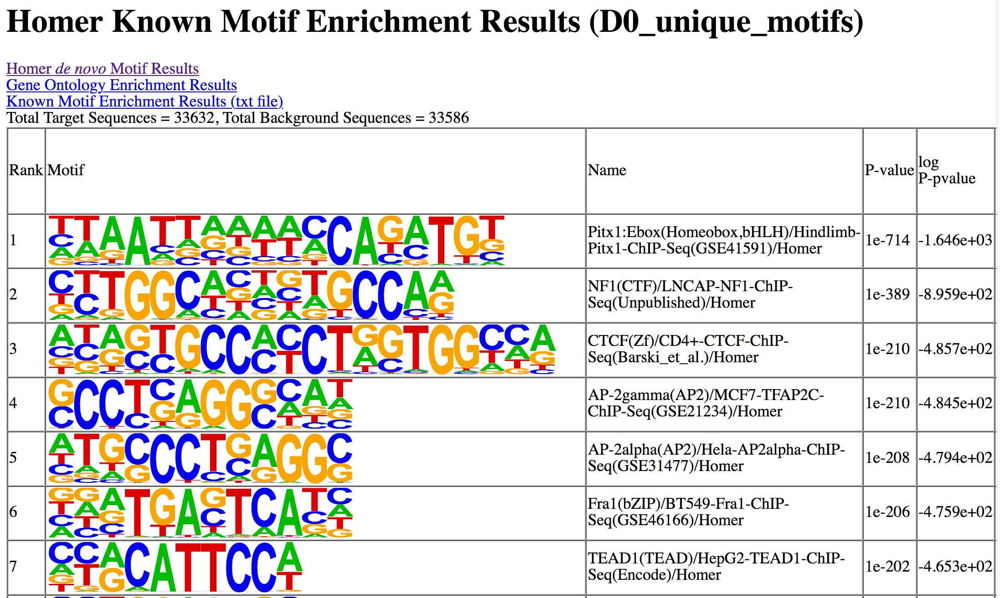 Homer Known Motif Enrichment Results (D0_unique_motifs)
Homer de novo Motif Results
Gene Ontology Enrichment Results
Known Motif Enrichment Results (txt file)
Total Target Sequences = 33632, Total Background Sequences = 33586
Rank Motif Name P-value log
P-pvalue
1 Pitx1:Ebox(Homeobox,bHLH)/Hindlimb-
Pitx1-ChIP-Seq(GSE41591)/Homer 1e-714 -1.646e+03
2 NF1(CTF)/LNCAP-NF1-ChIP-
Seq(Unpublished)/Homer 1e-389 -8.959e+02
3 CTCF(Zf)/CD4+-CTCF-ChIP-
Seq(Barski_et_al.)/Homer 1e-210 -4.857e+02
4 AP-2gamma(AP2)/MCF7-TFAP2C-
ChIP-Seq(GSE21234)/Homer 1e-210 -4.845e+02
5 AP-2alpha(AP2)/Hela-AP2alpha-ChIP-
Seq(GSE31477)/Homer 1e-208 -4.794e+02
6 Fra1(bZIP)/BT549-Fra1-ChIP-
Seq(GSE46166)/Homer 1e-206 -4.759e+02
7 TEAD1(TEAD)/HepG2-TEAD1-ChIP-
Seq(Encode)/Homer 1e-202 -4.653e+02